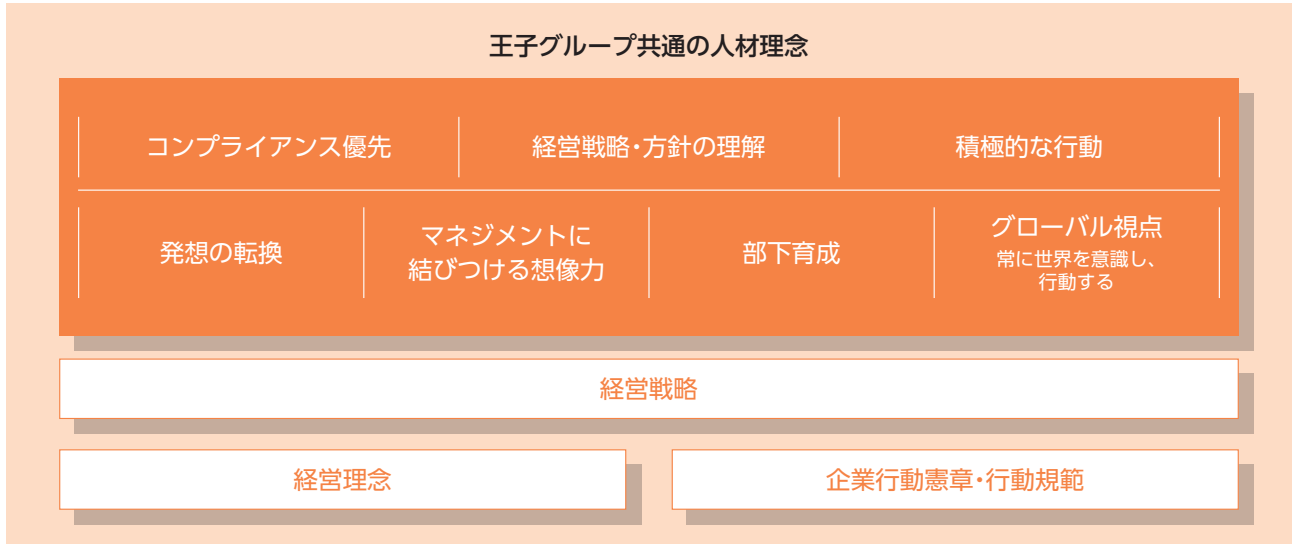 王子グループ共通の人材理念
コンプライアンス優先
経営戦略・方針の理解
積極的な行動
発想の転換
マネジメントに
結びつける想像力
部下育成
グローバル視点
常に世界を意識し、
行動する
経営戦略
経営理念
企業行動憲章・行動規範